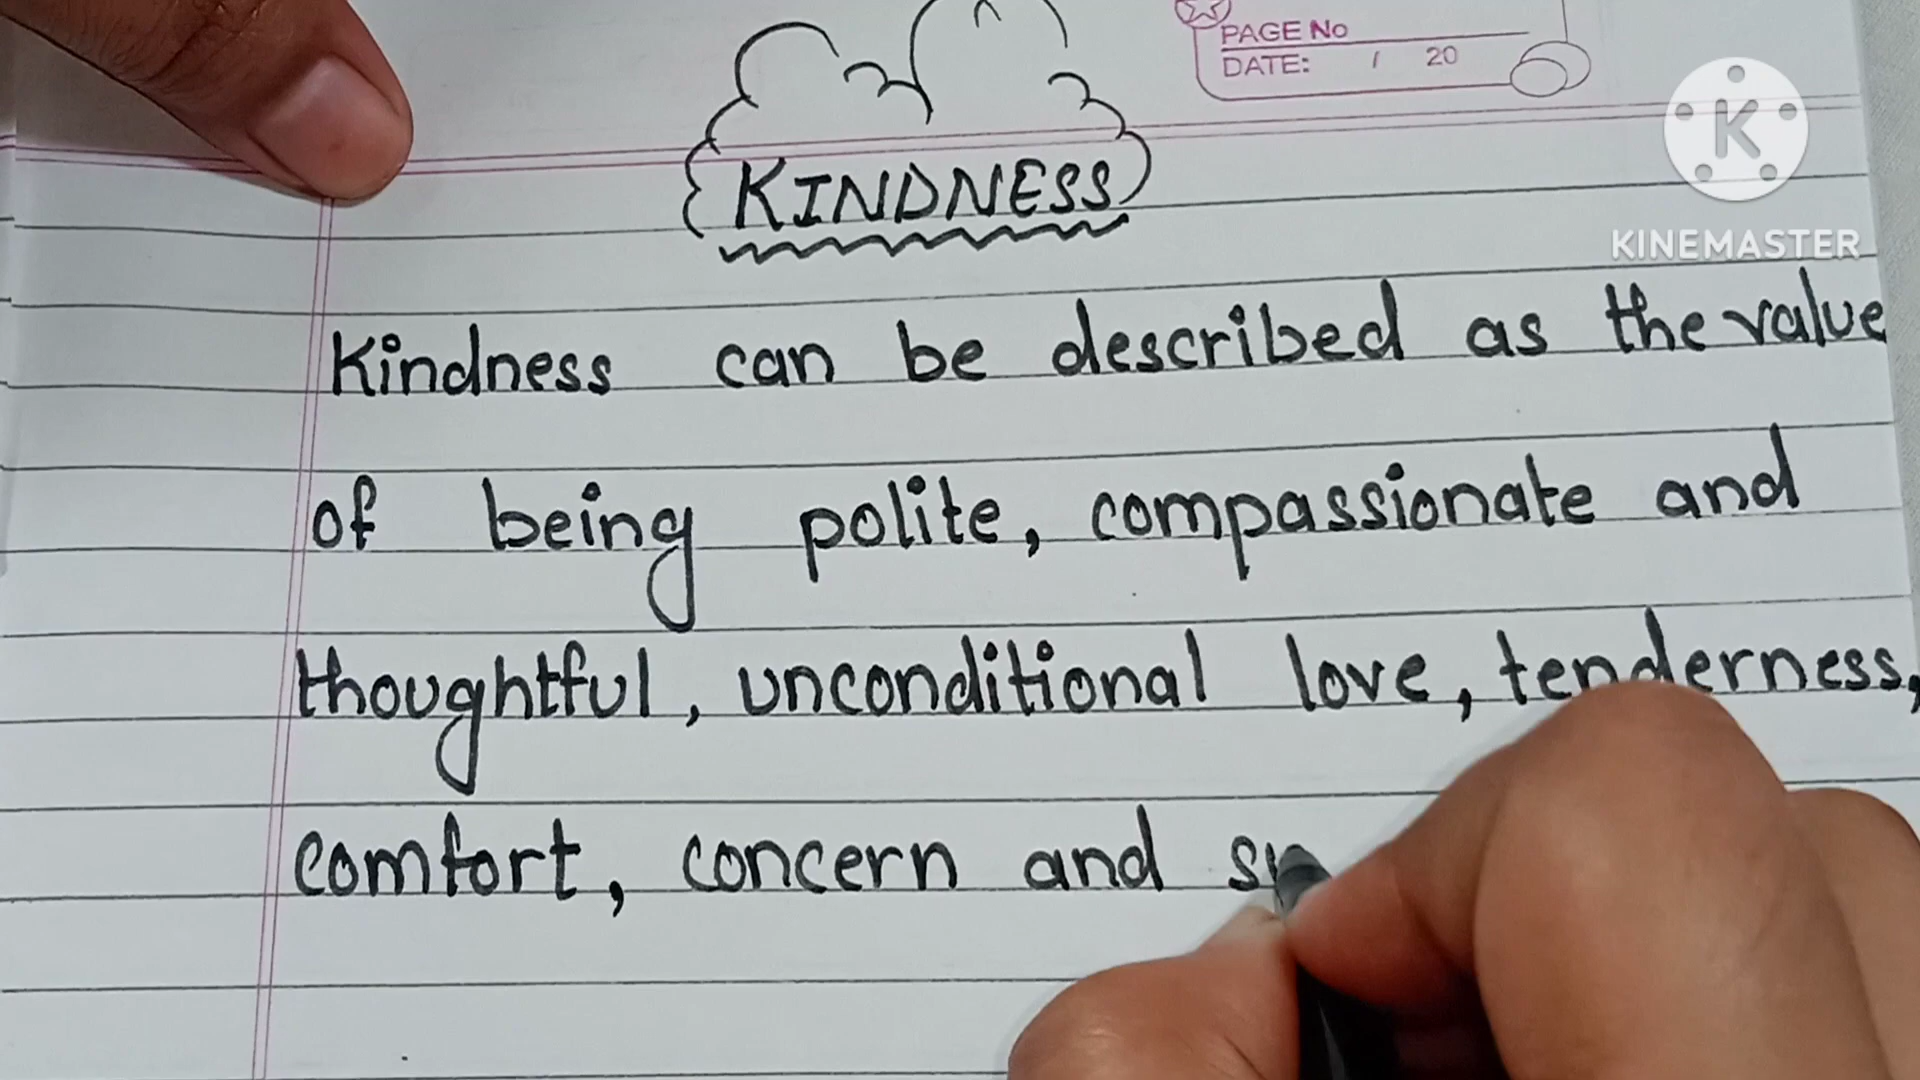 PAGE No
DATE: / 20
K
KINEMASTER
KINDNESS
Kindness can be described as the value
of being polite, compassionate and
thoughtful, unconditional love, tenderness,
comfort, concern and